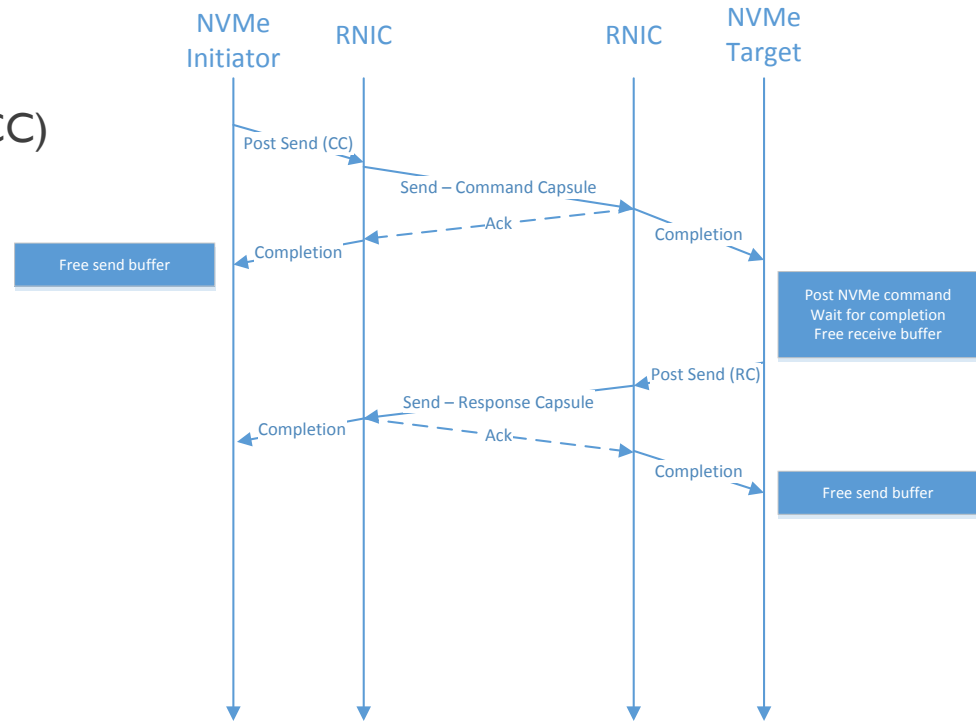 NVMe
Initiator
RNIC
RNIC
NVMe
Target
CC)
Post Send (CC)
Send – Command Capsule
Ack
Completion
Completion
Free send buffer
Post NVMe command
Wait for completion
Free receive buffer
Post Send (RC)
Send – Response Capsule
Completion
Ack
Completion
Free send buffer